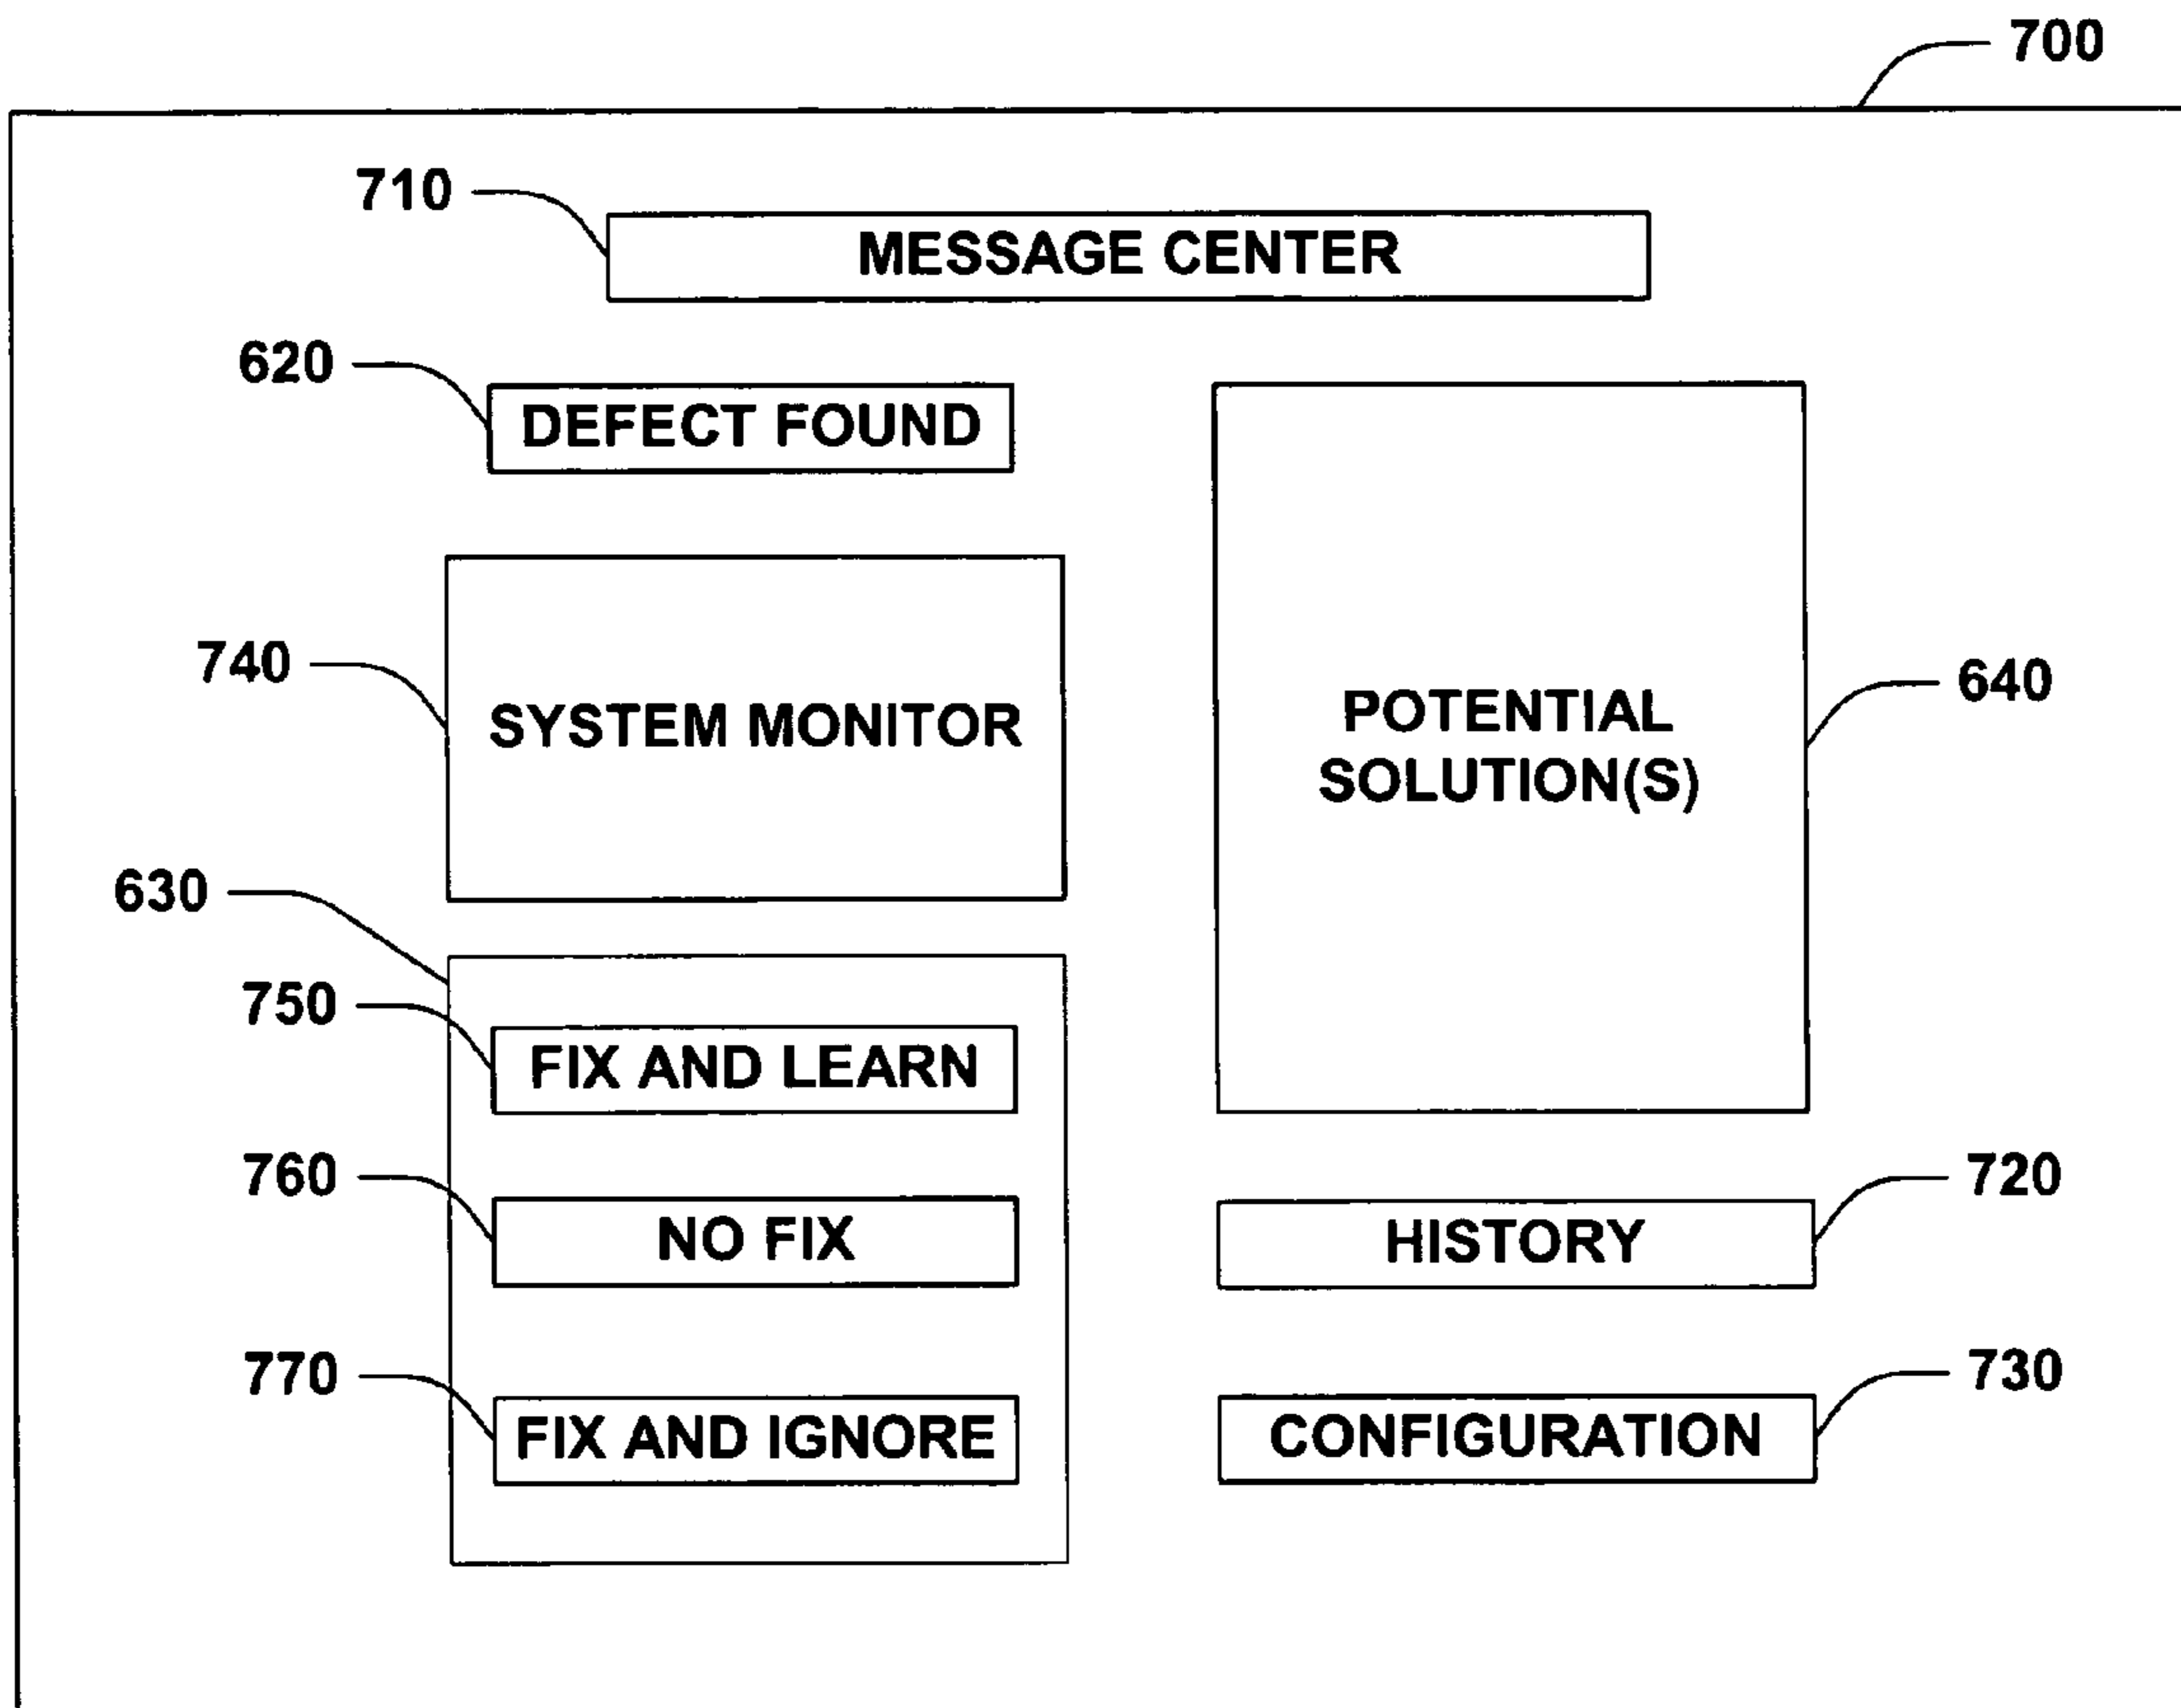 700
710
MESSAGE CENTER
620
DEFECT FOUND
740
SYSTEM MONITOR
POTENTIAL
SOLUTION(S)
640
630
750
FIX AND LEARN
760
NO FIX
720
HISTORY
770
FIX AND IGNORE
730
CONFIGURATION